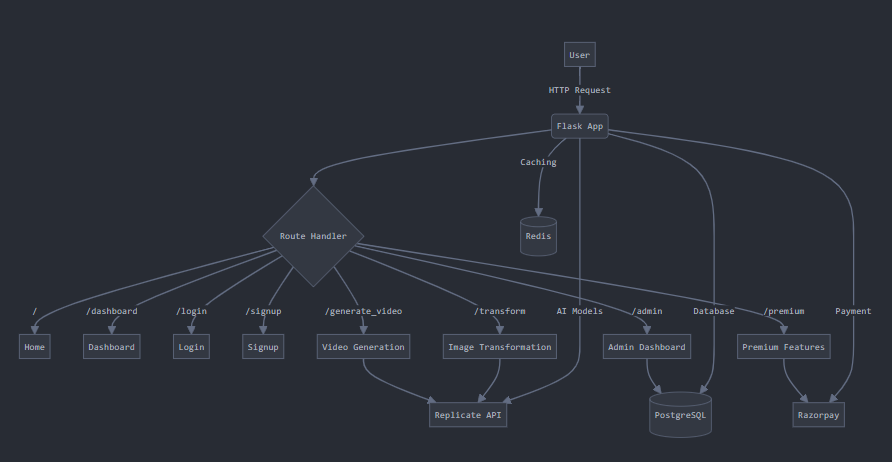 User
HTTP Request
Flask App
Caching
Route Handler
Redis
/
/dashboard
/login
/signup
/generate_video
/transform
AI Models
/admin
Database
/premium
Payment
Home
Dashboard
Login
Signup
Video Generation
Image Transformation
Admin Dashboard
Premium Features
Replicate API
PostgreSQL
Razorpay